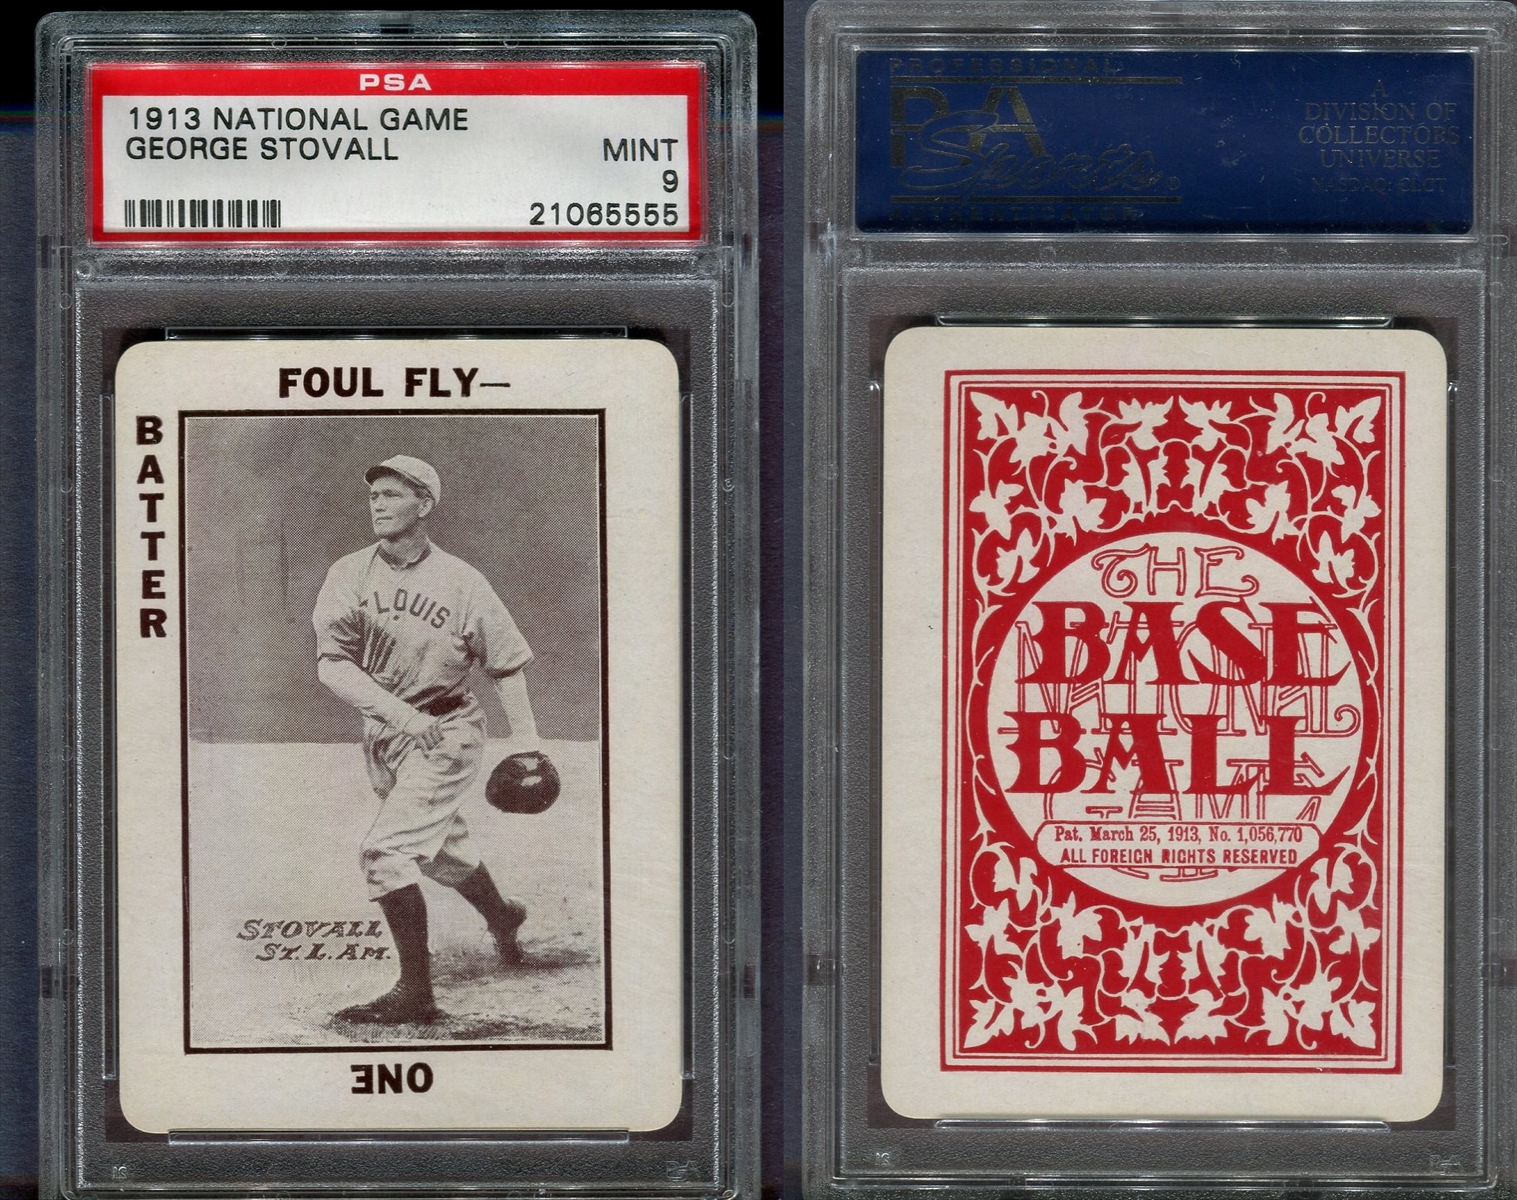 PSA
1913 NATIONAL GAME
GEORGE STOVALL
MINT
9
21065555
FOUL FLY—
BATTER
LOUIS
STOVALL
ST. L. AM.
ONE
PROFESSIONAL
PSA
Sports®
AUTHENTICATOR
A
DIVISION OF
COLLECTORS
UNIVERSE
NASDAQ: CLCT
THE
BASE
NATIONAL
BALL
GAME
Pat. March 25, 1913, No. 1,056,770
ALL FOREIGN RIGHTS RESERVED